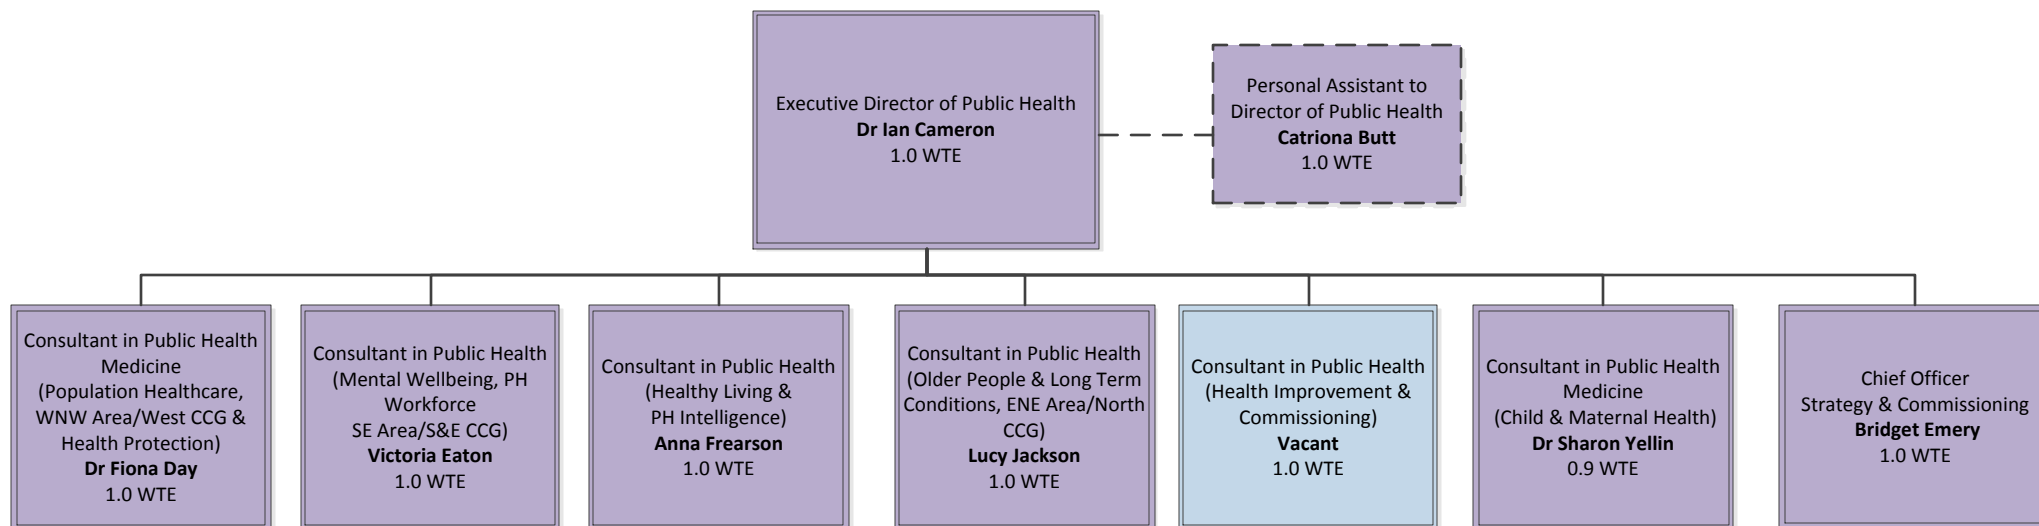 Executive Director of Public Health
Dr Ian Cameron
1.0 WTE
Personal Assistant to
Director of Public Health
Catriona Butt
1.0 WTE
Consultant in Public Health
Medicine
(Population Healthcare,
WNW Area/West CCG &
Health Protection)
Dr Fiona Day
1.0 WTE
Consultant in Public Health
(Mental Wellbeing, PH
Workforce
SE Area/S&E CCG)
Victoria Eaton
1.0 WTE
Consultant in Public Health
(Healthy Living &
PH Intelligence)
Anna Frearson
1.0 WTE
Consultant in Public Health
(Older People & Long Term
Conditions, ENE Area/North
CCG)
Lucy Jackson
1.0 WTE
Consultant in Public Health
(Health Improvement &
Commissioning)
Vacant
1.0 WTE
Consultant in Public Health
Medicine
(Child & Maternal Health)
Dr Sharon Yellin
0.9 WTE
Chief Officer
Strategy & Commissioning
Bridget Emery
1.0 WTE